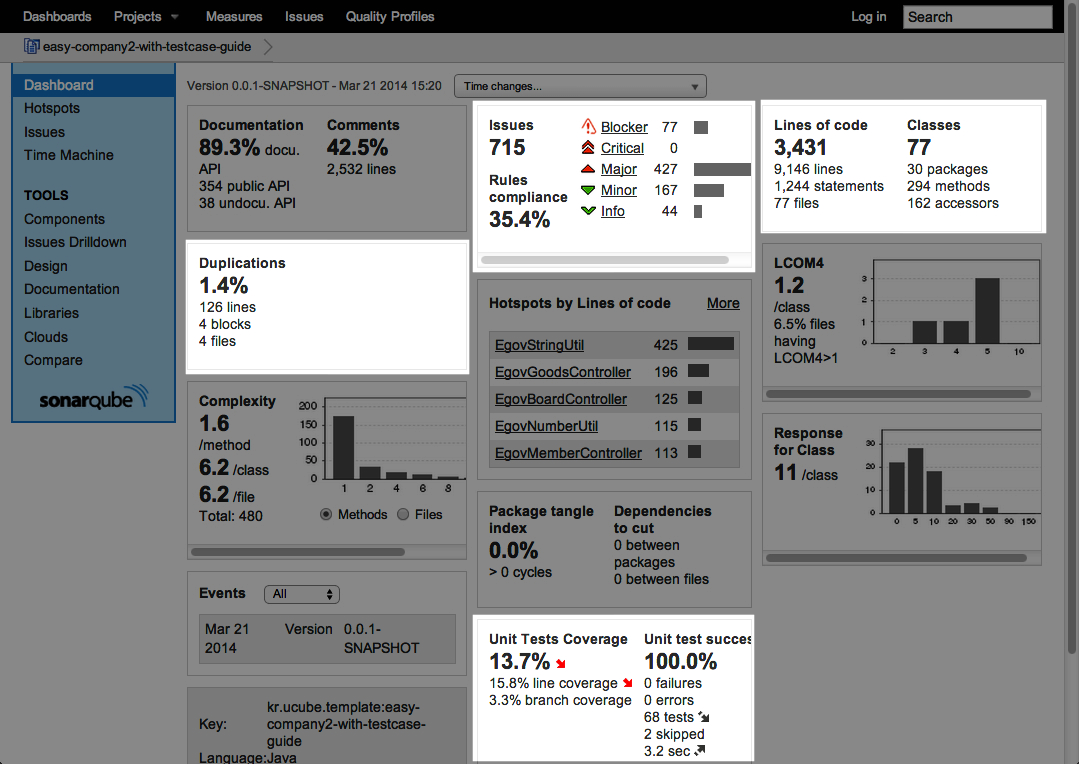 Dashboards Projects Measures Issues Quality Profiles Log in Search
easy-company2-with-testcase-guide
Dashboard
Hotspots
Issues
Time Machine
TOOLS
Components
Issues Drilldown
Design
Documentation
Libraries
Clouds
Compare
sonarqube
Version 0.0.1-SNAPSHOT - Mar 21 2014 15:20 Time changes...
Documentation
89.3% docu.
API
354 public API
38 undocu. API
Comments
42.5%
2,532 lines
Duplications
1.4%
126 lines
4 blocks
4 files
Complexity
1.6
/method
6.2 /class
6.2 /file
Total: 480
200
150
100
50
0
1 2 4 6 8
Methods Files
Events All
Mar 21 2014 Version 0.0.1-SNAPSHOT
Key: kr.ucube.template:easy-
company2-with-testcase-
guide
Language: Java
Issues
715
Rules
compliance
35.4%
Blocker 77
Critical 0
Major 427
Minor 167
Info 44
Hotspots by Lines of code More
EgovStringUtil 425
EgovGoodsController 196
EgovBoardController 125
EgovNumberUtil 115
EgovMemberController 113
Package tangle
index
0.0%
> 0 cycles
Dependencies
to cut
0 between
packages
0 between files
Unit Tests Coverage
13.7%
15.8% line coverage
3.3% branch coverage
Unit test succes
100.0%
0 failures
0 errors
68 tests
2 skipped
3.2 sec
Lines of code
3,431
9,146 lines
1,244 statements
77 files
Classes
77
30 packages
294 methods
162 accessors
LCOM4
1.2
/class
6.5% files
having
LCOM4>1
3
2
1
0
2 3 4 5 10
Response
for Class
11 /class
30
20
10
0
0 5 10 20 30 50 90 150